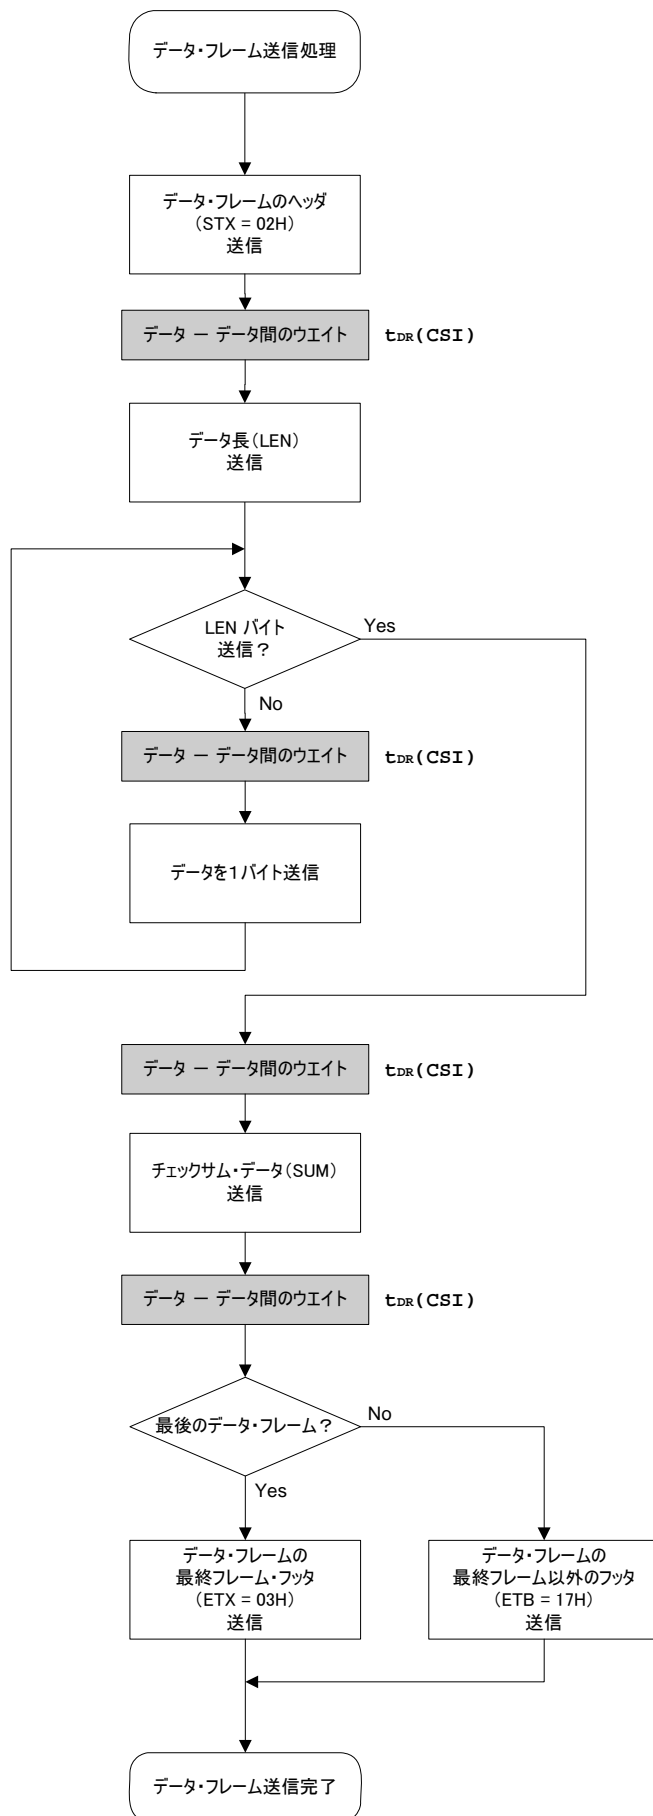 データ・フレーム送信処理
データ・フレームのヘッダ
(STX = 02H)
送信
データ － データ間のウエイト
tDR(CSI)
データ長(LEN)
送信
LEN バイト
送信？
Yes
No
データ － データ間のウエイト
tDR(CSI)
データを1バイト送信
データ － データ間のウエイト
tDR(CSI)
チェックサム・データ(SUM)
送信
データ － データ間のウエイト
tDR(CSI)
最後のデータ・フレーム？
No
Yes
データ・フレームの
最終フレーム・フッタ
(ETX = 03H)
送信
データ・フレームの
最終フレーム以外のフッタ
(ETB = 17H)
送信
データ・フレーム送信完了